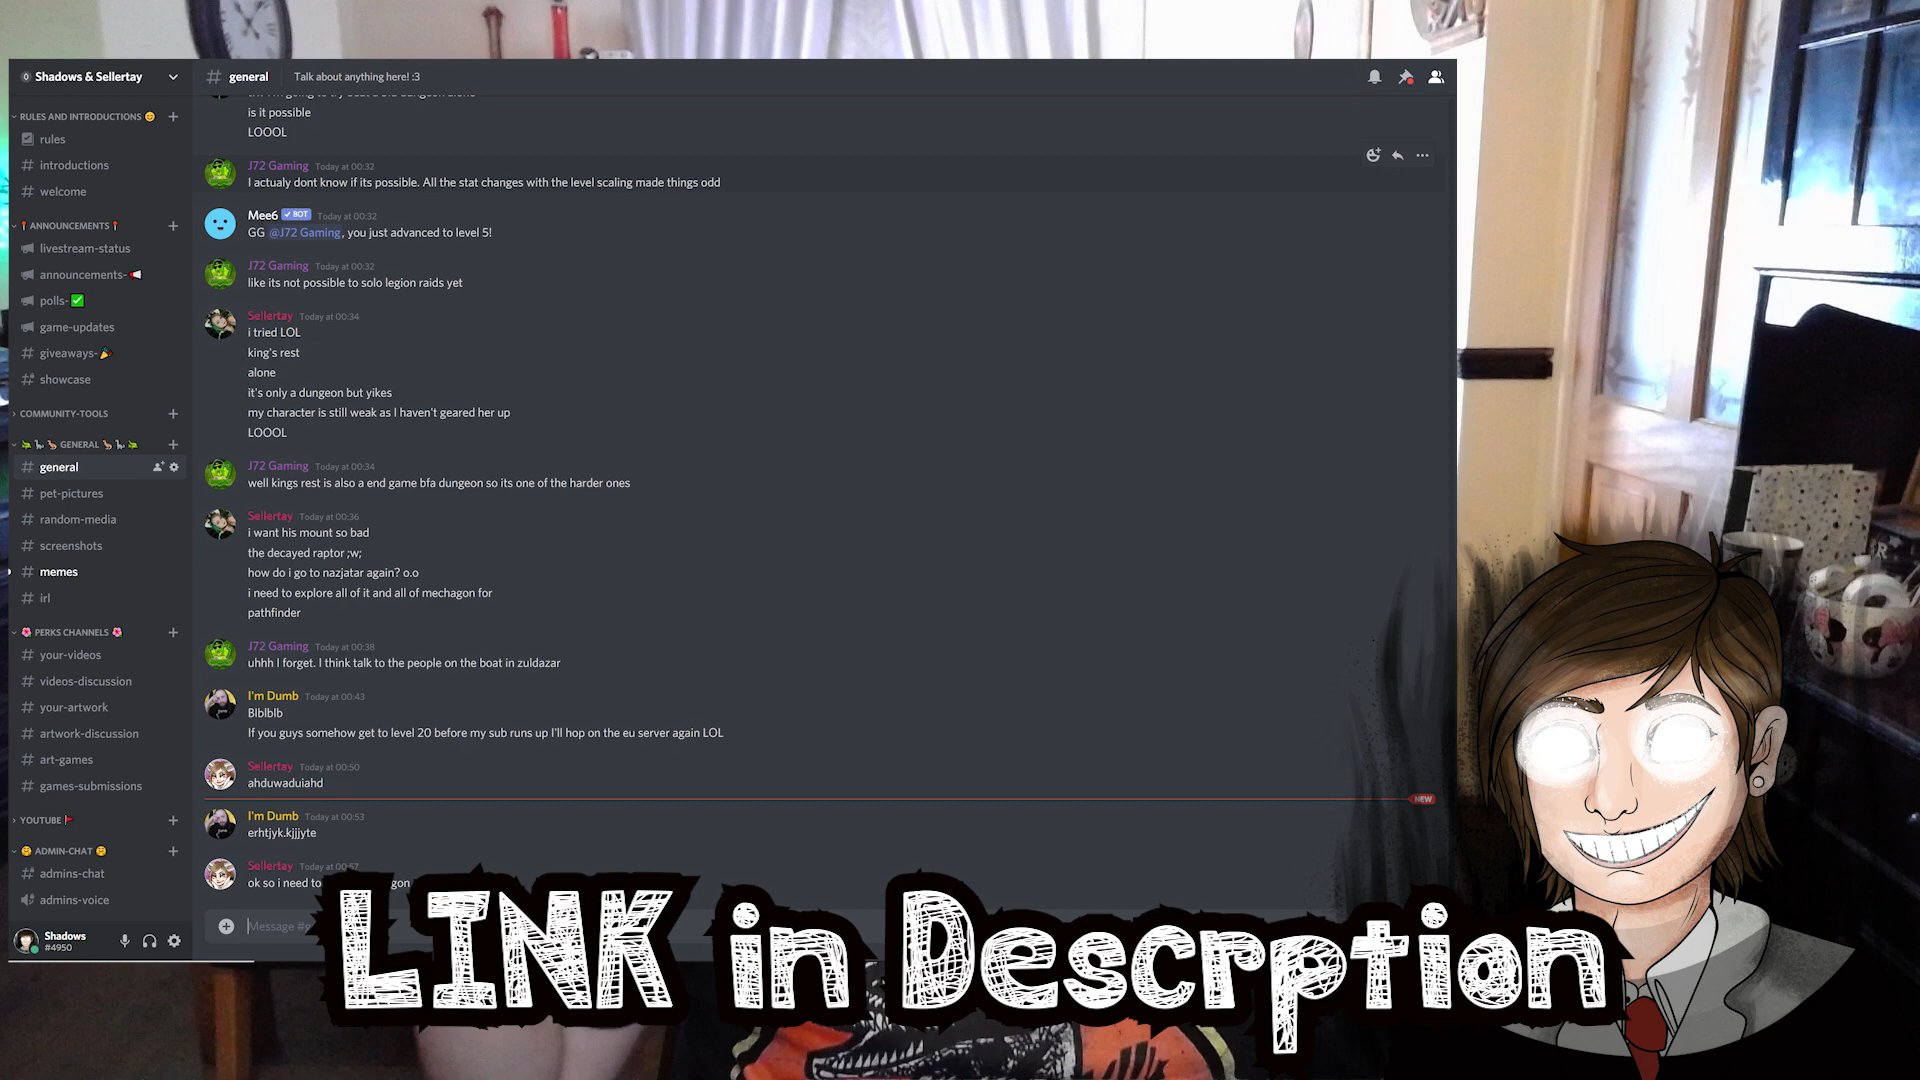 Shadows & Sellertay
general
Talk about anything here! :3
RULES AND INTRODUCTIONS
rules
introductions
welcome
ANNOUNCEMENTS
livestream-status
announcements-
polls-
game-updates
giveaways-
showcase
COMMUNITY-TOOLS
GENERAL
general
pet-pictures
random-media
screenshots
memes
irl
PERKS CHANNELS
your-videos
videos-discussion
your-artwork
artwork-discussion
art-games
games-submissions
YOUTUBE
ADMIN-CHAT
admins-chat
admins-voice
Shadows
#4950
is it possible
LOOOL
J72 Gaming Today at 00:32
I actualy dont know if its possible. All the stat changes with the level scaling made things odd
Mee6 BOT Today at 00:32
GG @J72 Gaming, you just advanced to level 5!
J72 Gaming Today at 00:32
like its not possible to solo legion raids yet
Sellertay Today at 00:34
i tried LOL
king's rest
alone
it's only a dungeon but yikes
my character is still weak as I haven't geared her up
LOOOL
J72 Gaming Today at 00:34
well kings rest is also a end game bfa dungeon so its one of the harder ones
Sellertay Today at 00:36
i want his mount so bad
the decayed raptor ;w;
how do i go to nazjatar again? o.o
i need to explore all of it and all of mechagon for
pathfinder
J72 Gaming Today at 00:38
uhhh I forget. I think talk to the people on the boat in zuldazar
I'm Dumb Today at 00:43
Blblblb
If you guys somehow get to level 20 before my sub runs up I'll hop on the eu server again LOL
Sellertay Today at 00:50
ahduwaduiahd
NEW
I'm Dumb Today at 00:53
erhtjyk.kjjjyte
Sellertay Today at 00:57
ok so i need to
Message
LINK in Descrption